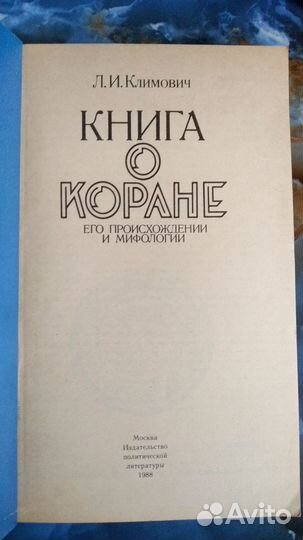 Л. И. Климович
КНИГА
О
КОРАНЕ
ЕГО ПРОИСХОЖДЕНИИ
И МИФОЛОГИИ
Москва
Издательство
политической
литературы
1988
Avito